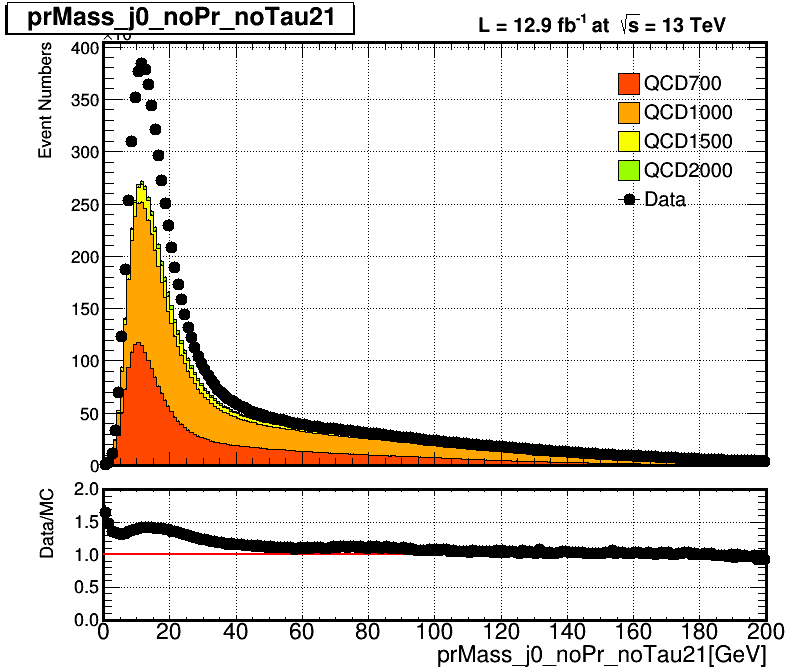 prMass_j0_noPr_noTau21
L = 12.9 fb-1 at √s = 13 TeV
400
350
300
250
200
150
100
50
0
Event Numbers
QCD700
QCD1000
QCD1500
QCD2000
Data
2.0
1.5
1.0
0.5
0.0
Data/MC
0 20 40 60 80 100 120 140 160 180 200
prMass_j0_noPr_noTau21[GeV]